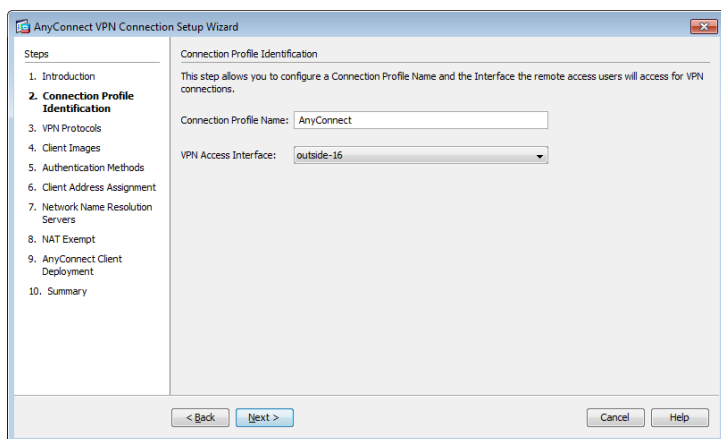 AnyConnect VPN Connection Setup Wizard
Steps
1. Introduction
2. Connection Profile
Identification
3. VPN Protocols
4. Client Images
5. Authentication Methods
6. Client Address Assignment
7. Network Name Resolution
Servers
8. NAT Exempt
9. AnyConnect Client
Deployment
10. Summary
Connection Profile Identification
This step allows you to configure a Connection Profile Name and the Interface the remote access users will access for VPN
connections.
Connection Profile Name: AnyConnect
VPN Access Interface: outside-16
< Back Next > Cancel Help